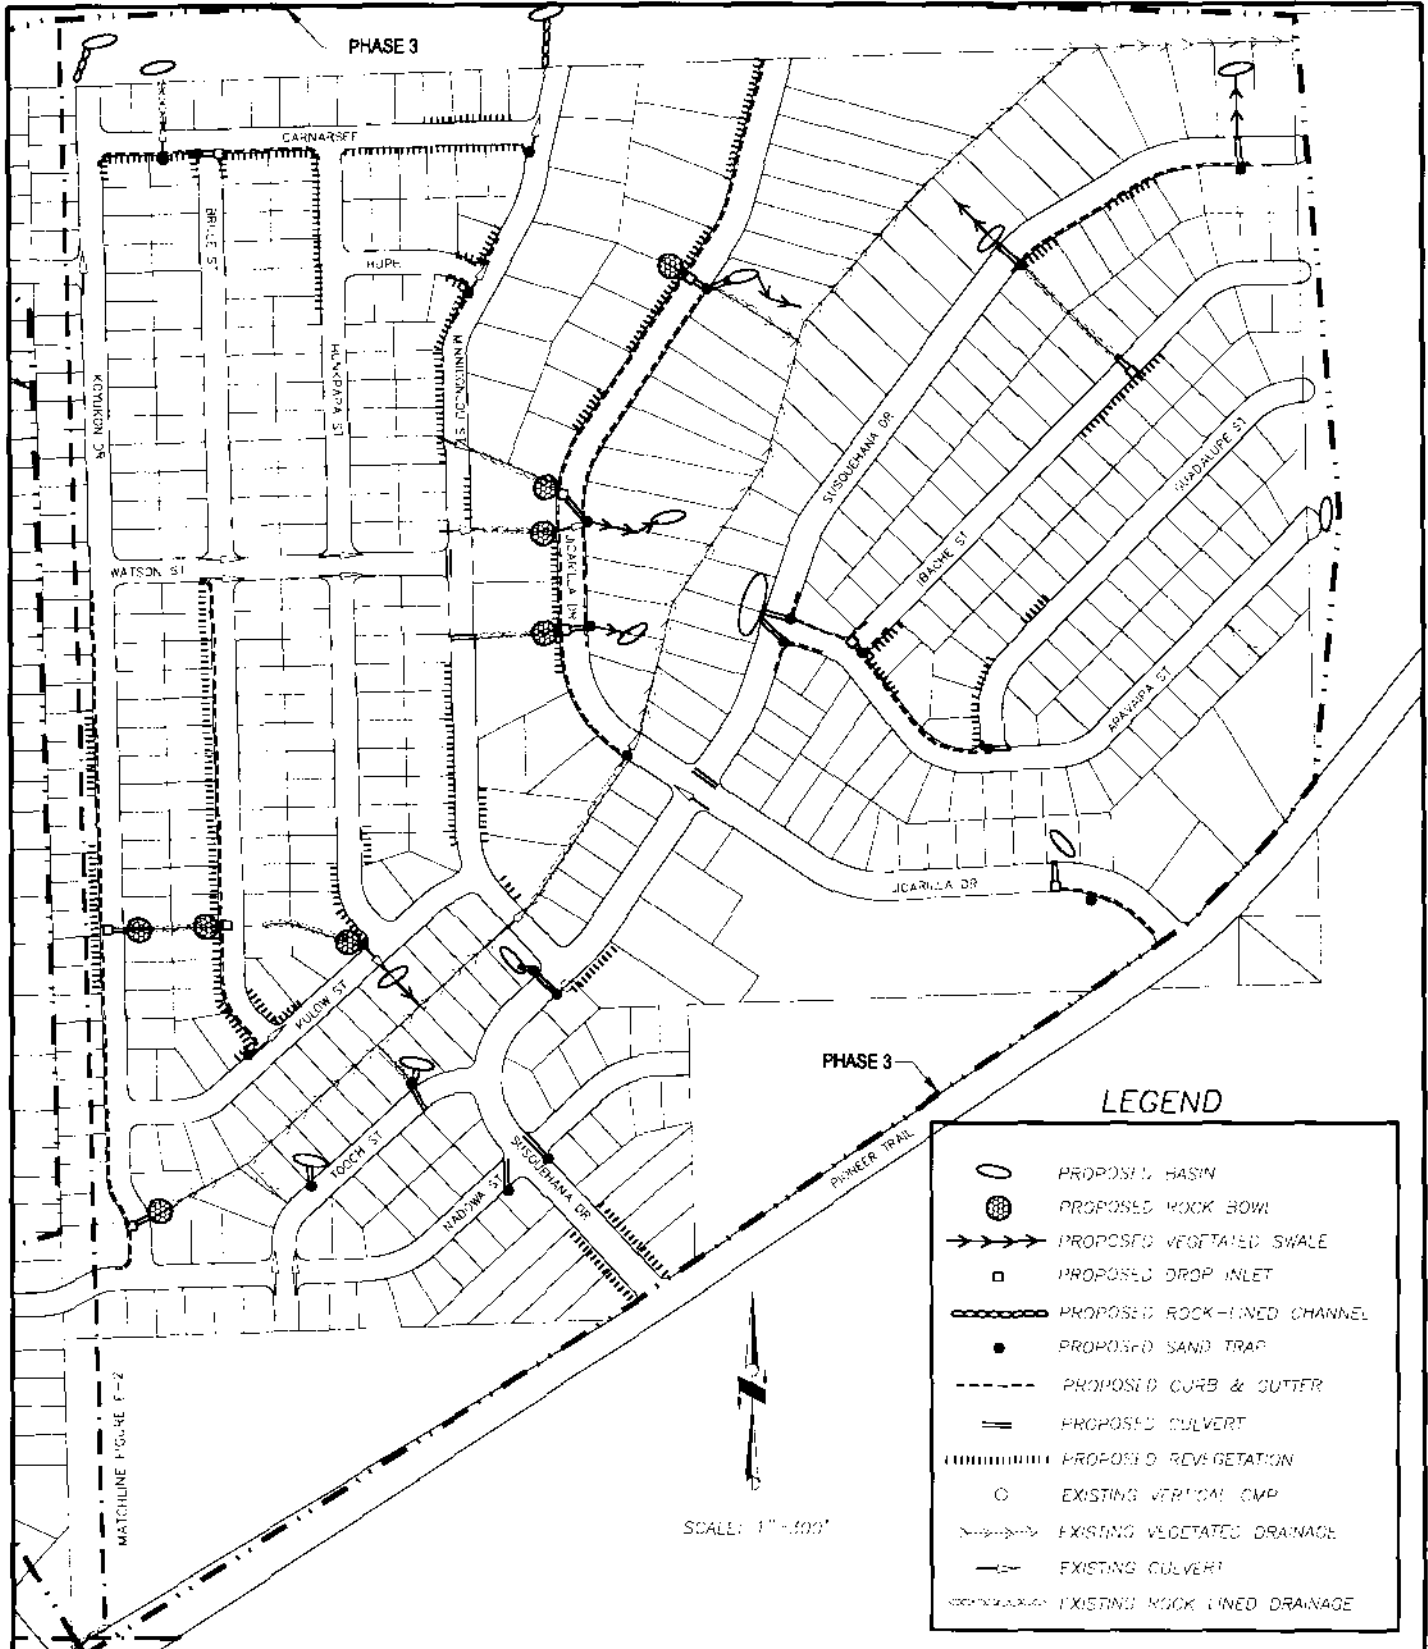 PHASE 3
CARNARSEE
BRULE ST
HUPE
KOYUKON DR
HUNKPAPA ST
MINNICONJOU ST
SUSQUEHANA DR
GUADALUPE ST
WATSON ST
JICARILLA DR
IBACHE ST
ARAVAIPA ST
JICARILLA DR
KULOW ST
PHASE 3
TOOCH ST
SUSQUEHANA DR
NADOWA ST
PIONEER TRAIL
MATCHLINE FIGURE E-2
LEGEND
PROPOSED BASIN
PROPOSED ROCK BOWL
PROPOSED VEGETATED SWALE
PROPOSED DROP INLET
PROPOSED ROCK-LINED CHANNEL
PROPOSED SAND TRAP
PROPOSED CURB & GUTTER
PROPOSED CULVERT
PROPOSED REVEGETATION
EXISTING VERTICAL CMP
EXISTING VEGETATED DRAINAGE
EXISTING CULVERT
EXISTING ROCK LINED DRAINAGE
SCALE: 1"=